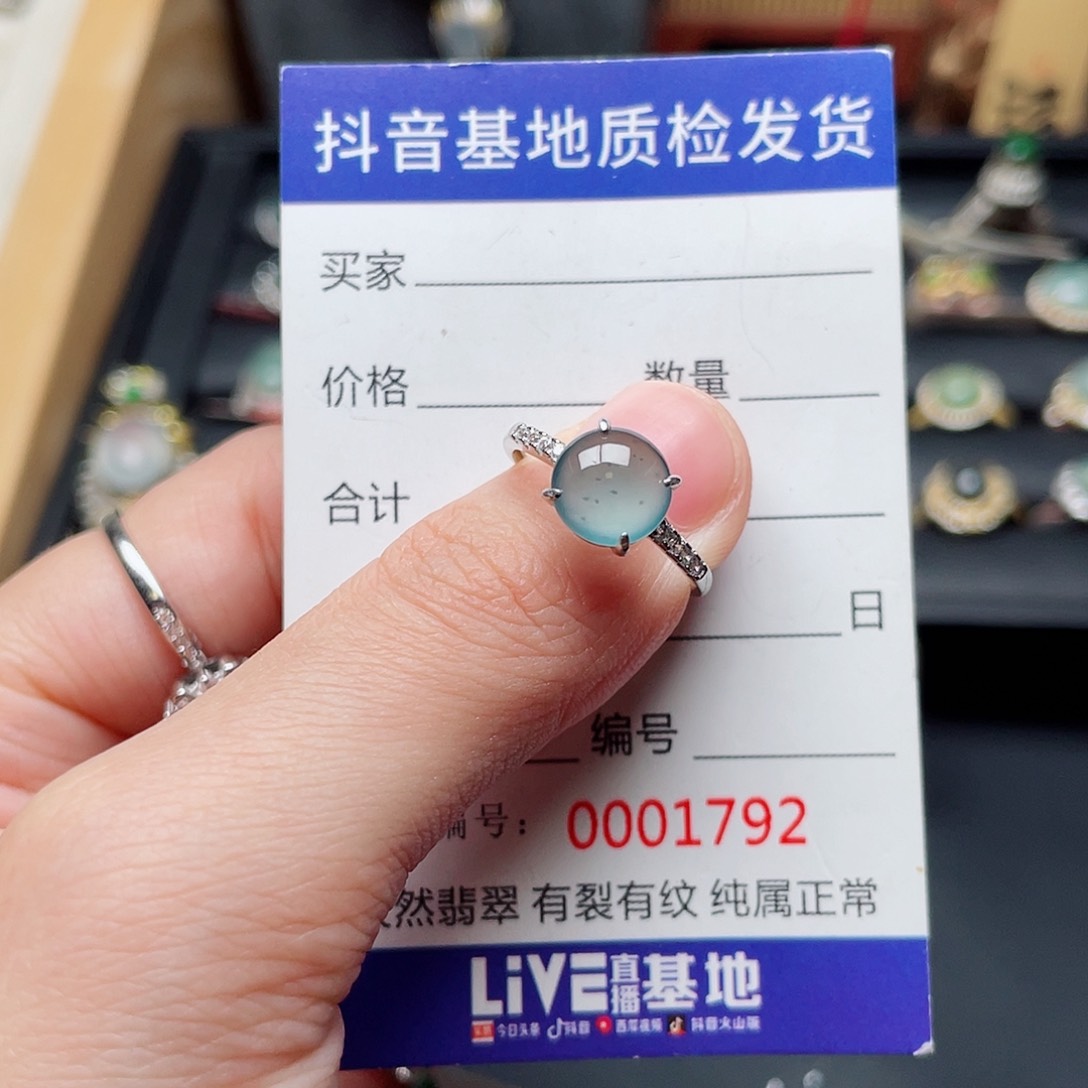 抖音基地质检发货
买家
价格 数量
合计
日
编号
编号: 0001792
然翡翠 有裂有纹 纯属正常
LiVE直播基地
今日头条 抖音 西瓜视频 抖音火山版